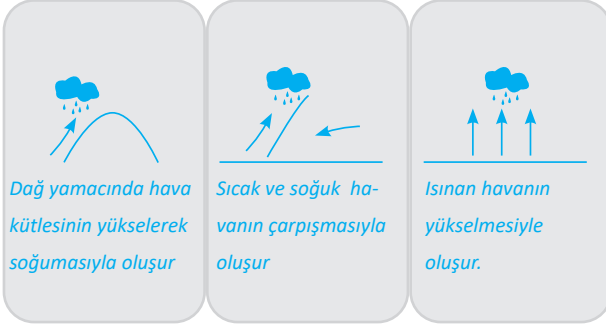 Dağ yamacında hava
kütlesinin yükselerek
soğumasıyla oluşur
Sıcak ve soğuk ha-
vanın çarpışmasıyla
oluşur
Isınan havanın
yükselmesiyle
oluşur.